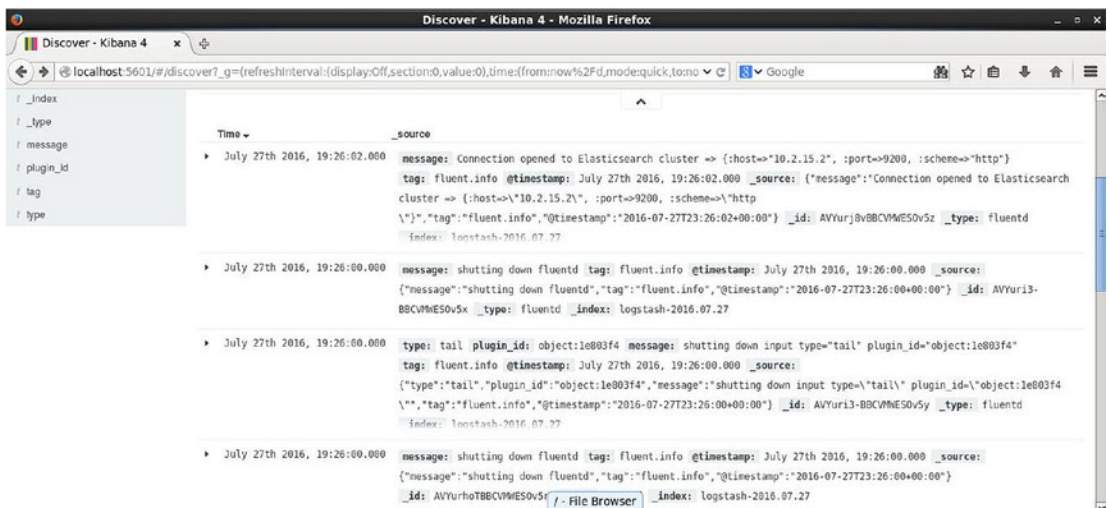 Discover - Kibana 4 - Mozilla Firefox
Discover - Kibana 4
localhost:5601/#/discover?_g=(refreshInterval:(display:Off,section:0,value:0),time:(from:now%2Fd,mode:quick,to:no
Google
t _index
t _type
t message
t plugin_id
t tag
t type
Time
_source
July 27th 2016, 19:26:02.000
message: Connection opened to Elasticsearch cluster => {:host=>"10.2.15.2", :port=>9200, :scheme=>"http"}
tag: fluent.info @timestamp: July 27th 2016, 19:26:02.000 _source: {"message":"Connection opened to Elasticsearch
cluster => {:host=>\"10.2.15.2\", :port=>9200, :scheme=>\"http
\"}","tag":"fluent.info","@timestamp":"2016-07-27T23:26:02+00:00"} _id: AVYurj8vBBCVMWESOv5z _type: fluentd
_index: logstash-2016.07.27
July 27th 2016, 19:26:00.000
message: shutting down fluentd tag: fluent.info @timestamp: July 27th 2016, 19:26:00.000 _source:
{"message":"shutting down fluentd","tag":"fluent.info","@timestamp":"2016-07-27T23:26:00+00:00"} _id: AVYuri3-
BBCVMWESOv5x _type: fluentd _index: logstash-2016.07.27
July 27th 2016, 19:26:00.000
type: tail plugin_id: object:1e803f4 message: shutting down input type="tail" plugin_id="object:1e803f4"
tag: fluent.info @timestamp: July 27th 2016, 19:26:00.000 _source:
{"type":"tail","plugin_id":"object:1e803f4","message":"shutting down input type=\"tail\" plugin_id=\"object:1e803f4
\"","tag":"fluent.info","@timestamp":"2016-07-27T23:26:00+00:00"} _id: AVYuri3-BBCVMWESOv5y _type: fluentd
_index: logstash-2016.07.27
July 27th 2016, 19:26:00.000
message: shutting down fluentd tag: fluent.info @timestamp: July 27th 2016, 19:26:00.000 _source:
{"message":"shutting down fluentd","tag":"fluent.info","@timestamp":"2016-07-27T23:26:00+00:00"}
_id: _index: logstash-2016.07.27
/ - File Browser